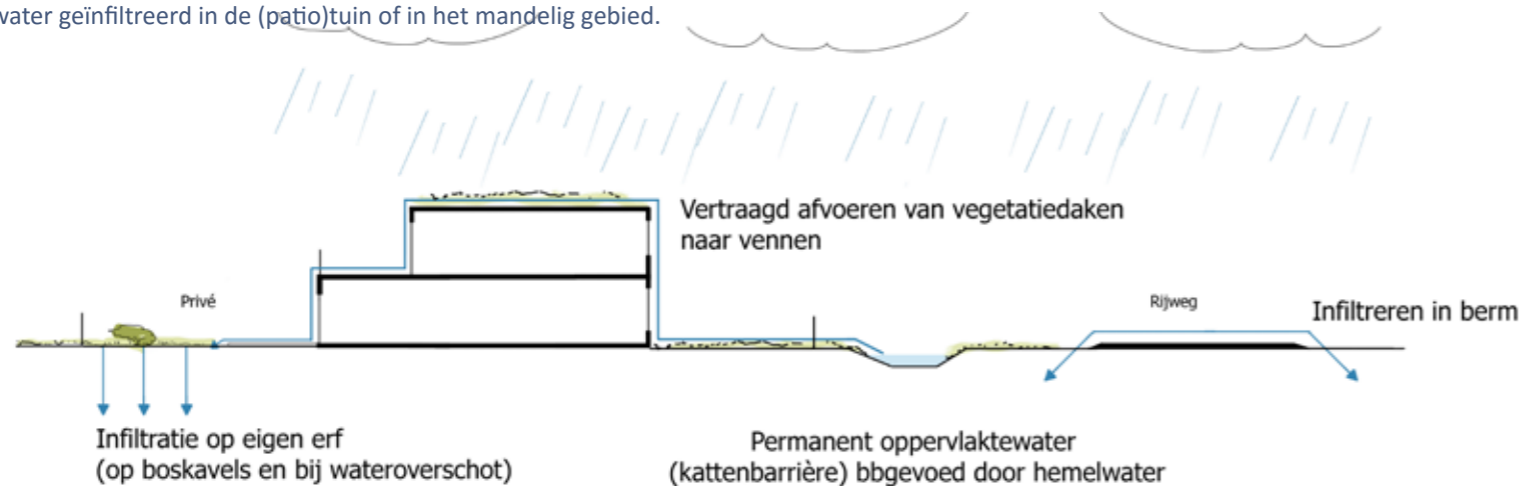 water geïnfiltreerd in de (patio)tuin of in het mandelig gebied.
Vertraagd afvoeren van vegetatiedaken
naar vennen
Privé
Rijweg
Infiltreren in berm
Infiltratie op eigen erf
(op boskavels en bij wateroverschot)
Permanent oppervlaktewater
(kattenbarrière) bbgevoed door hemelwater